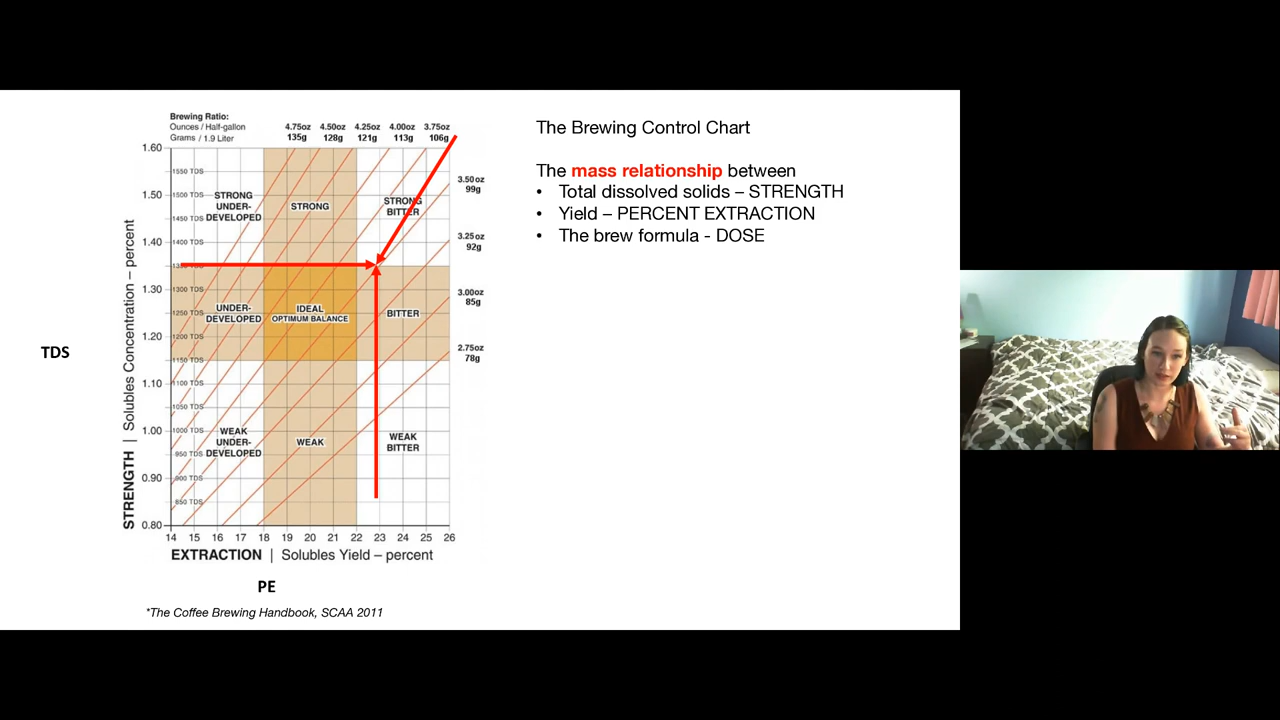 Brewing Ratio:
Ounces / Half-gallon 4.75oz 4.50oz 4.25oz 4.00oz 3.75oz
Grams / 1.9 Liter 135g 128g 121g 113g 106g
1.60
1550 TDS
1.50
1500 TDS
1450 TDS
1.40
1400 TDS
1.30
1300 TDS
1250 TDS
1.20
1200 TDS
1150 TDS
1.10
1100 TDS
1050 TDS
1.00
1000 TDS
950 TDS
0.90
900 TDS
850 TDS
0.80
STRONG
UNDER-
DEVELOPED
STRONG
STRONG
BITTER
UNDER-
DEVELOPED
IDEAL
OPTIMUM BALANCE
BITTER
WEAK
UNDER-
DEVELOPED
WEAK
WEAK
BITTER
3.50oz
99g
3.25oz
92g
3.00oz
85g
2.75oz
78g
14 15 16 17 18 19 20 21 22 23 24 25 26
EXTRACTION | Solubles Yield – percent
STRENGTH | Solubles Concentration – percent
TDS
PE
*The Coffee Brewing Handbook, SCAA 2011
The Brewing Control Chart
The mass relationship between
• Total dissolved solids – STRENGTH
• Yield – PERCENT EXTRACTION
• The brew formula - DOSE